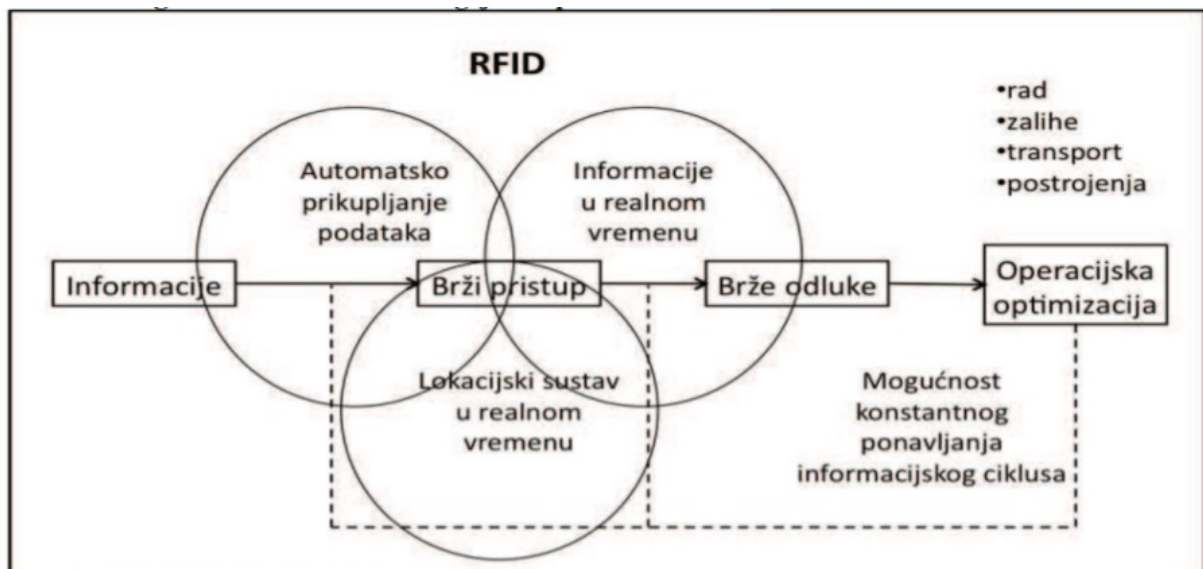 RFID
•rad
•zalihe
•transport
•postrojenja
Automatsko
prikupljanje
podataka
Informacije
u realnom
vremenu
Informacije
Brži pristup
Brže odluke
Operacijska
optimizacija
Lokacijski sustav
u realnom
vremenu
Mogućnost
konstantnog
ponavljanja
informacijskog ciklusa